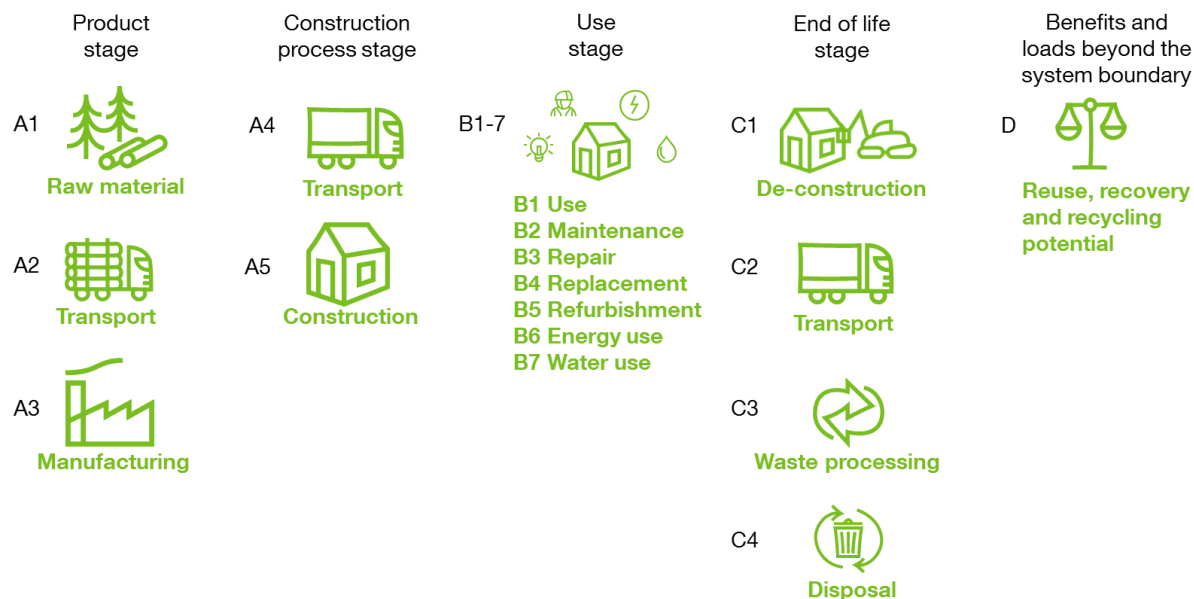 Product
stage
A1
Raw material
A2
Transport
A3
Manufacturing
Construction
process stage
A4
Transport
A5
Construction
Use
stage
B1-7
B1 Use
B2 Maintenance
B3 Repair
B4 Replacement
B5 Refurbishment
B6 Energy use
B7 Water use
End of life
stage
C1
De-construction
C2
Transport
C3
Waste processing
C4
Disposal
Benefits and
loads beyond the
system boundary
D
Reuse, recovery
and recycling
potential